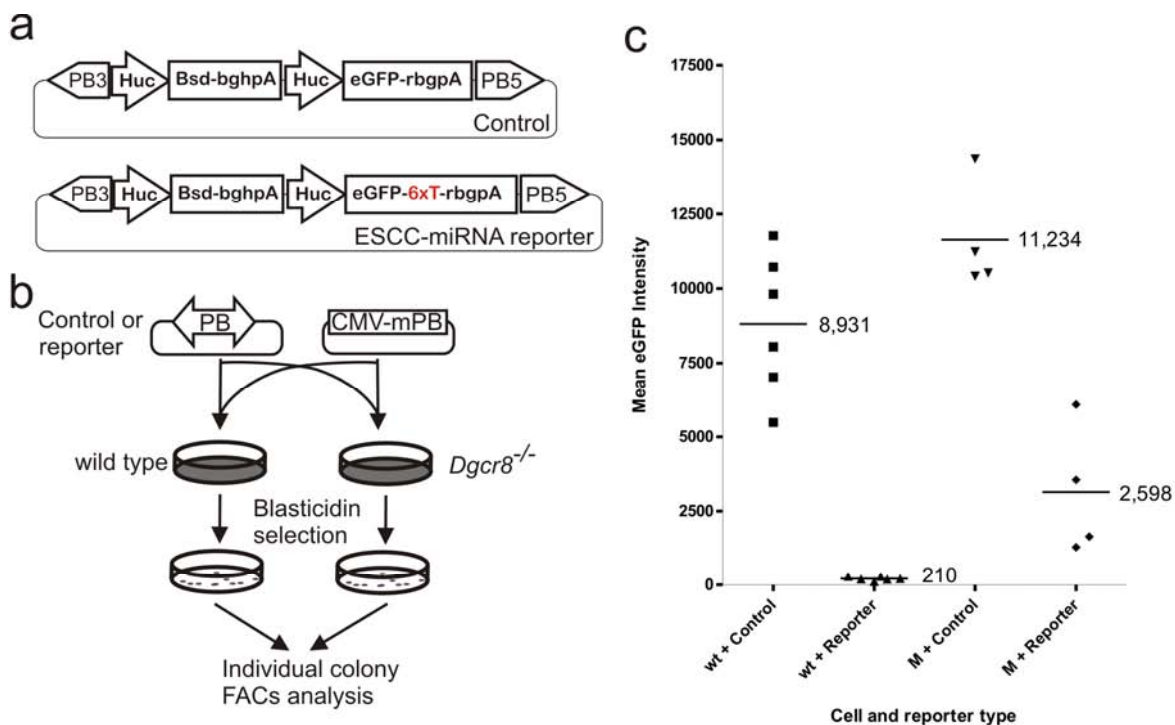 a
PB3 Huc Bsd-bghpA Huc eGFP-rbgpA PB5
Control
PB3 Huc Bsd-bghpA Huc eGFP-6xT-rbgpA PB5
ESCC-miRNA reporter
b
Control or
reporter
PB
CMV-mPB
wild type
Dgcr8-/-
Blasticidin
selection
Individual colony
FACs analysis
c
Mean eGFP Intensity
17500
15000
12500
10000
7500
5000
2500
0
8,931
210
11,234
2,598
wt + Control
wt + Reporter
M + Control
M + Reporter
Cell and reporter type